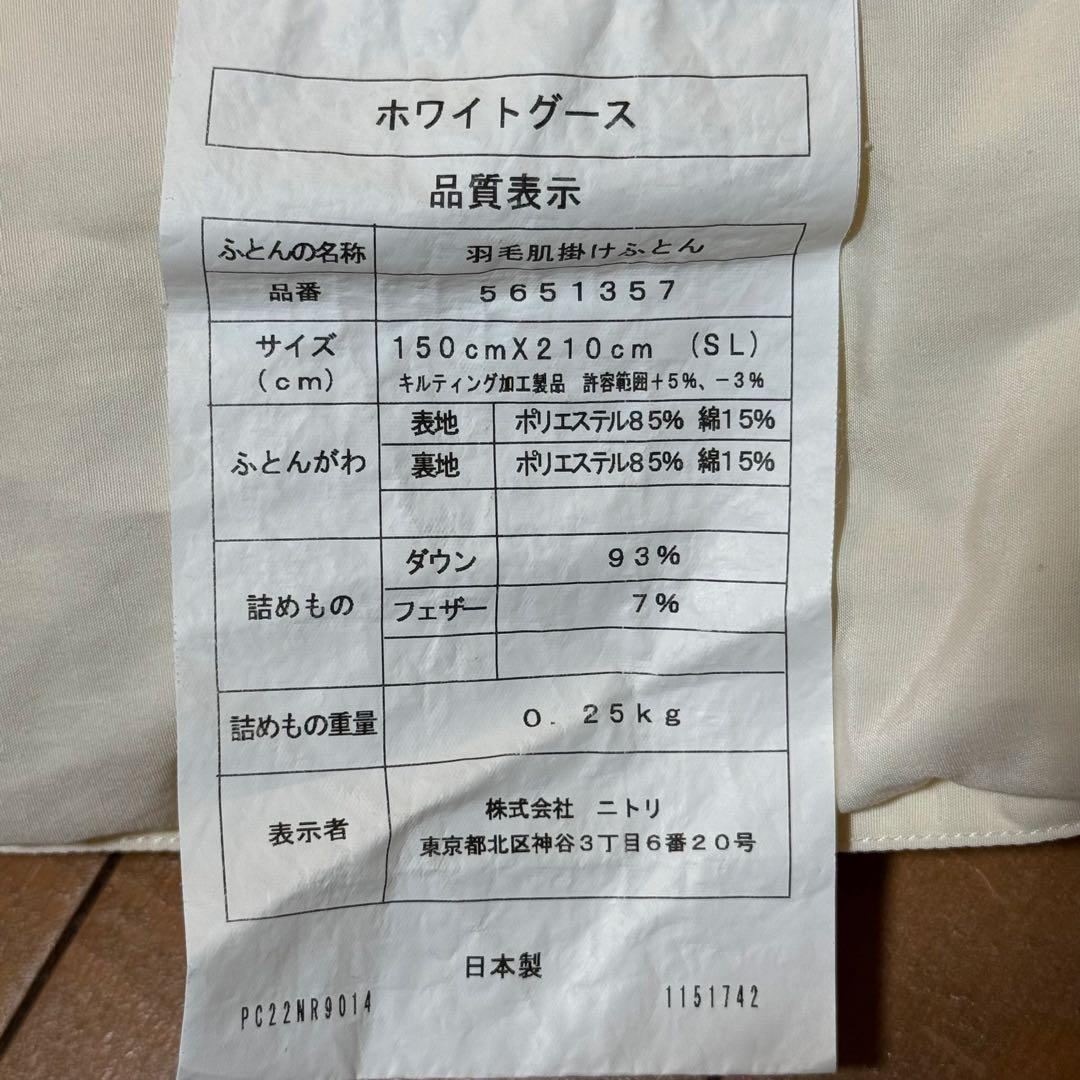 ホワイトグース
品質表示
ふとんの名称 羽毛肌掛けふとん
品番 5651357
サイズ (cm) 150cmX210cm (SL)
キルティング加工製品 許容範囲+5%、-3%
ふとんがわ 表地 ポリエステル85% 綿15%
裏地 ポリエステル85% 綿15%
詰めもの ダウン 93%
フェザー 7%
詰めもの重量 0.25kg
表示者 株式会社 ニトリ
東京都北区神谷3丁目6番20号
日本製
PC22NR9014 1151742